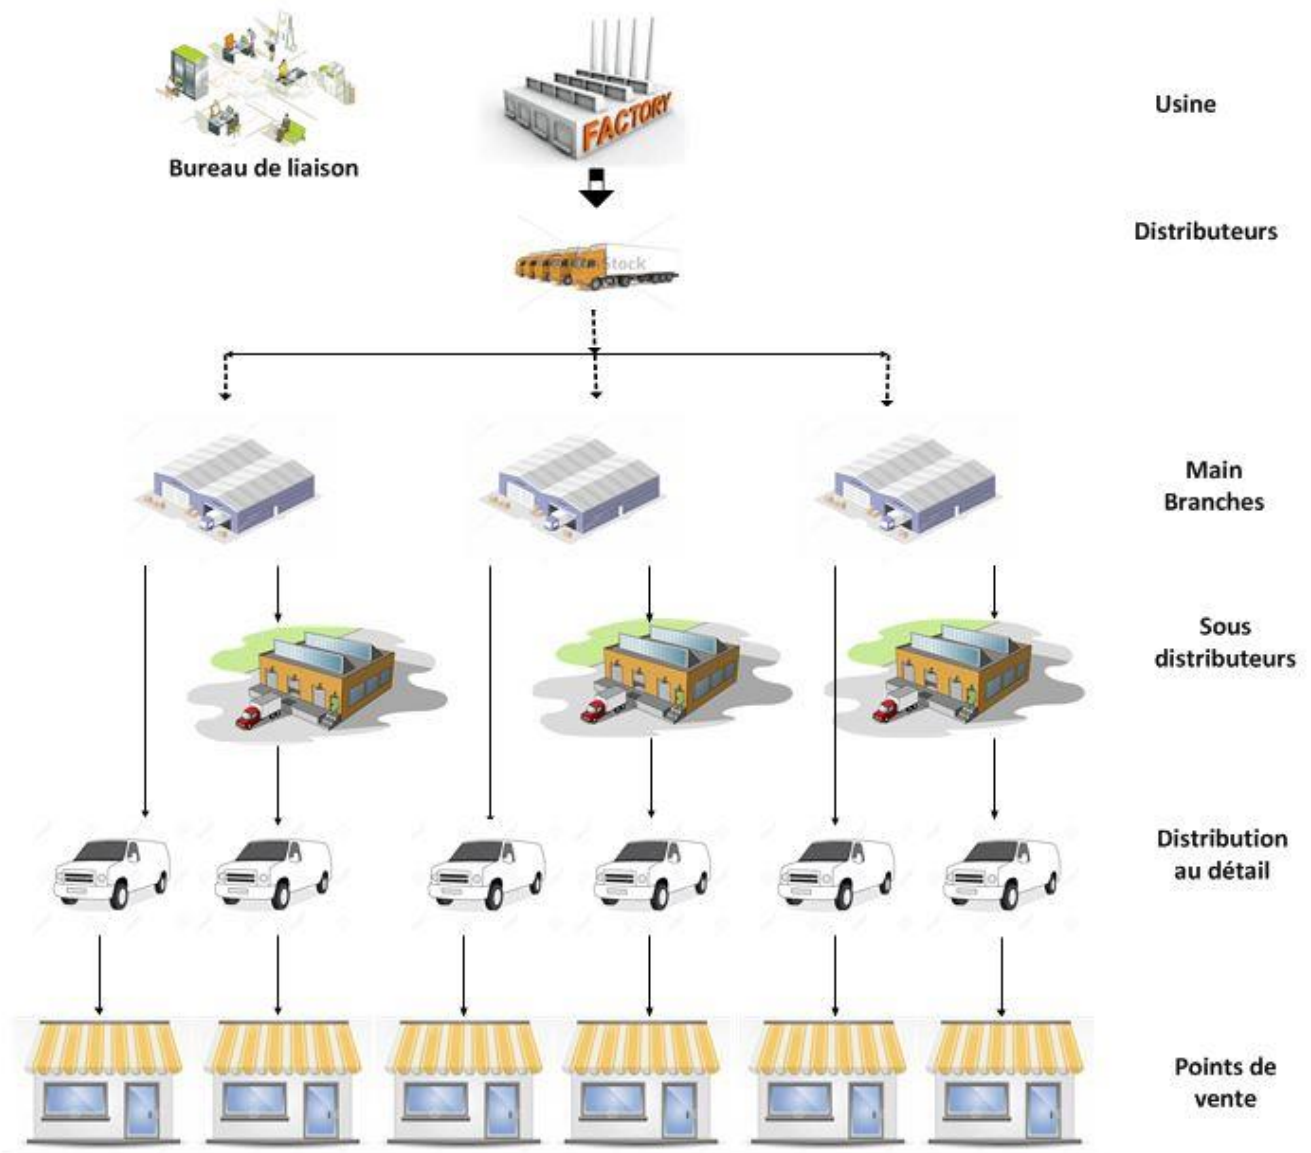 Bureau de liaison
FACTORY
Usine
Distributeurs
Stock
Main
Branches
Sous
distributeurs
Distribution
au détail
Points de
vente